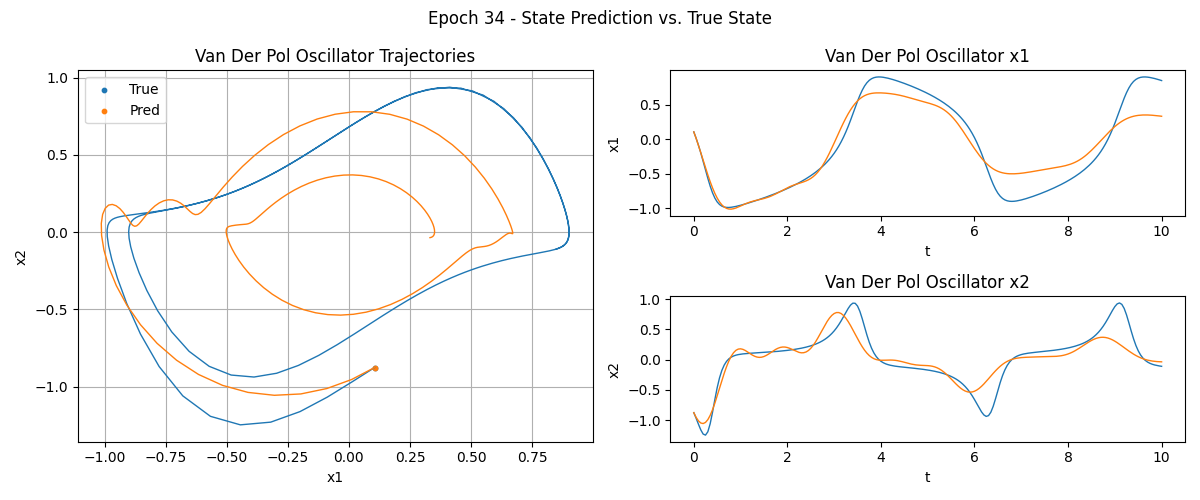 Epoch 34 - State Prediction vs. True State
Van Der Pol Oscillator Trajectories
True
Pred
1.0
0.5
0.0
−0.5
−1.0
−1.00
−0.75
−0.50
−0.25
0.00
0.25
0.50
0.75
x1
x2
Van Der Pol Oscillator x1
0.5
0.0
−0.5
−1.0
0
2
4
6
8
10
t
x1
Van Der Pol Oscillator x2
1.0
0.5
0.0
−0.5
−1.0
0
2
4
6
8
10
t
x2